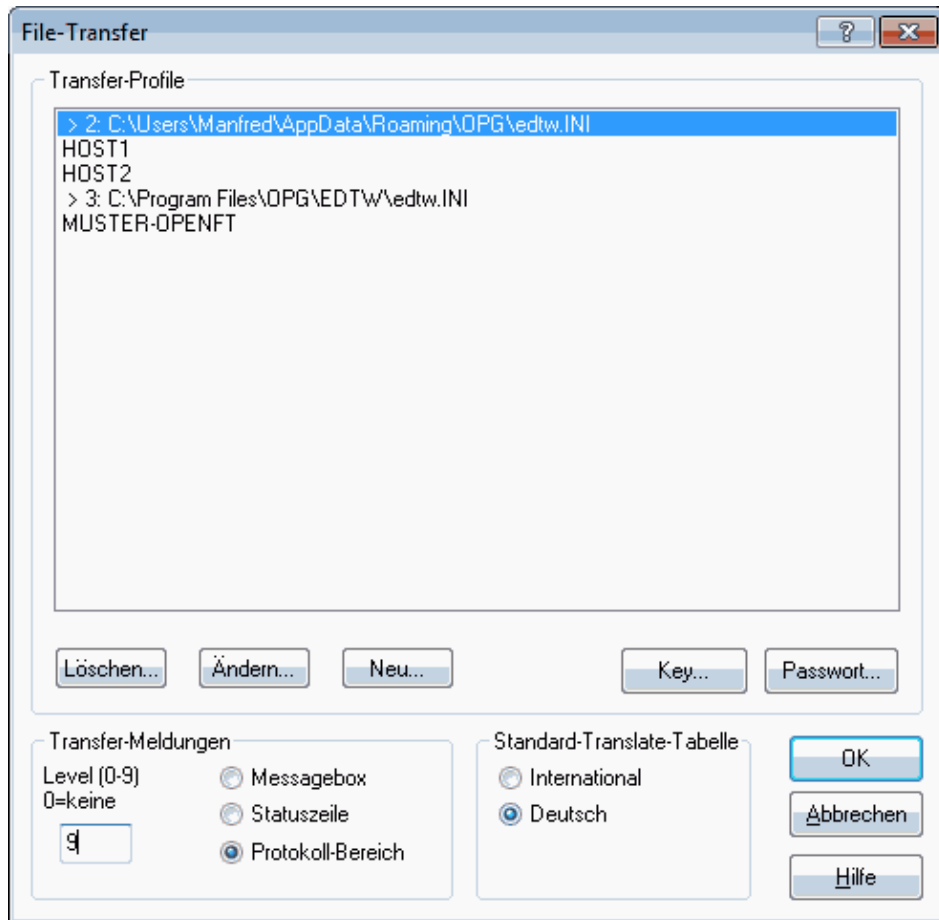 File-Transfer
Transfer-Profile
> 2: C:\Users\Manfred\AppData\Roaming\OPG\edtw.INI
HOST1
HOST2
> 3: C:\Program Files\OPG\EDTW\edtw.INI
MUSTER-OPENFT
Löschen...
Ändern...
Neu...
Key...
Passwort...
Transfer-Meldungen
Level (0-9)
0=keine
9
Messagebox
Statuszeile
Protokoll-Bereich
Standard-Translate-Tabelle
International
Deutsch
OK
Abbrechen
Hilfe